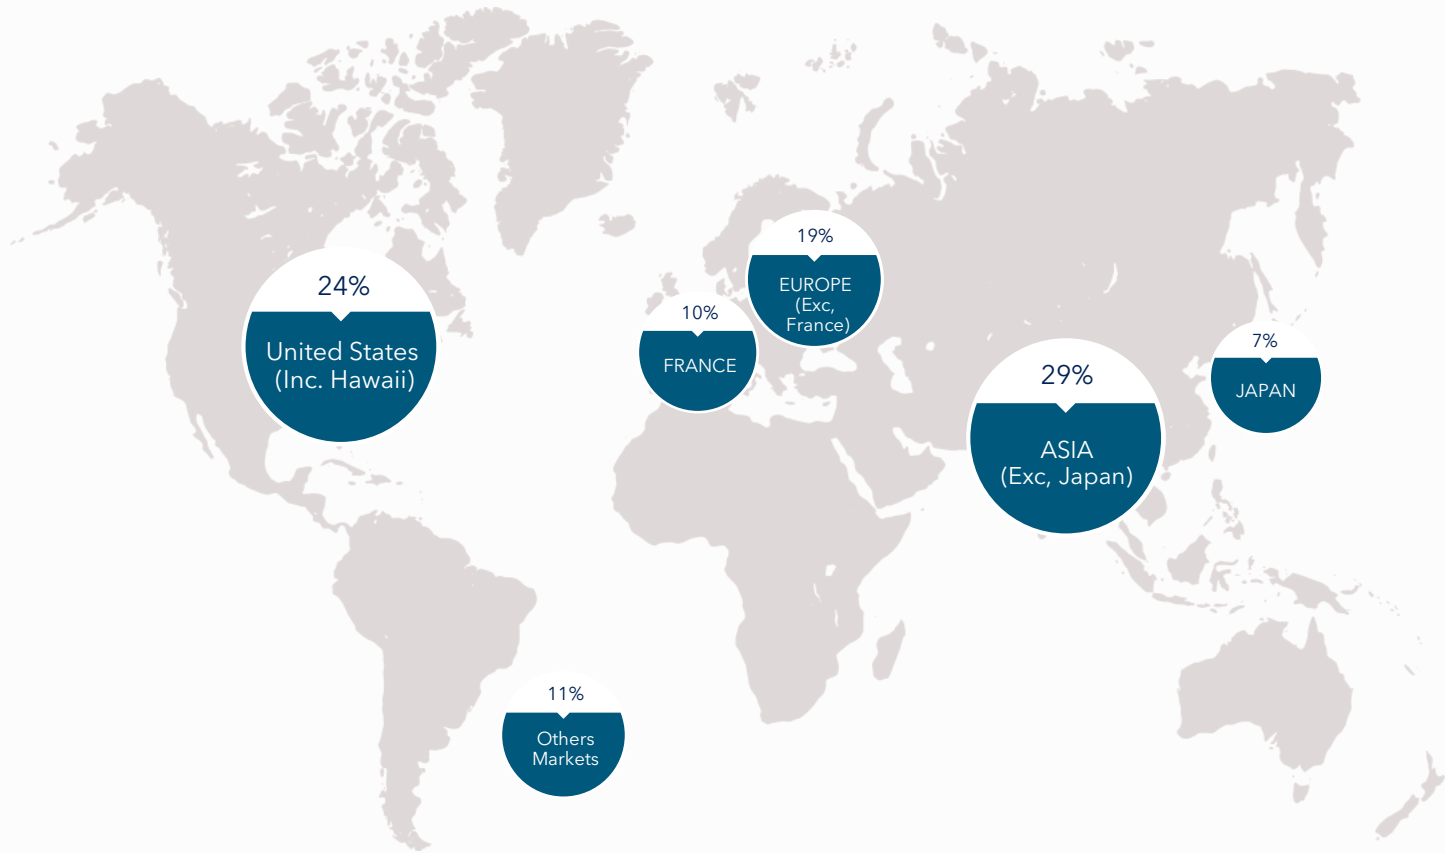 24%
United States
(Inc. Hawaii)
10%
FRANCE
19%
EUROPE
(Exc,
France)
29%
ASIA
(Exc, Japan)
7%
JAPAN
11%
Others
Markets